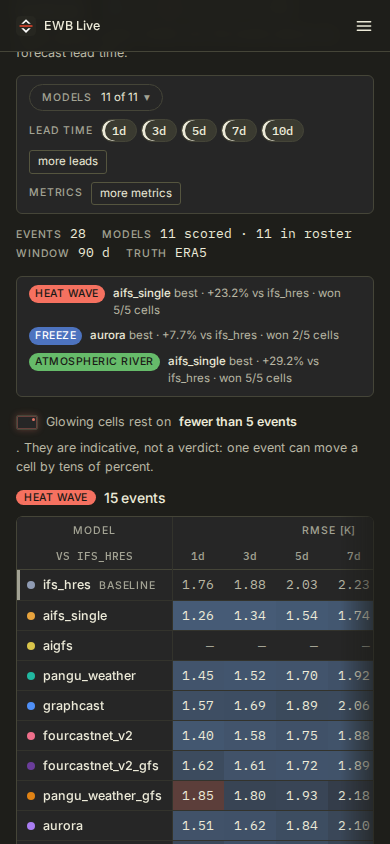 EWB Live
forecast lead time.
MODELS 11 of 11 ▾
LEAD TIME 1d 3d 5d 7d 10d
more leads
METRICS more metrics
EVENTS 28 MODELS 11 scored · 11 in roster
WINDOW 90 d TRUTH ERA5
HEAT WAVE aifs_single best · +23.2% vs ifs_hres · won
5/5 cells
FREEZE aurora best · +7.7% vs ifs_hres · won 2/5 cells
ATMOSPHERIC RIVER aifs_single best · +29.2% vs
ifs_hres · won 5/5 cells
Glowing cells rest on fewer than 5 events
. They are indicative, not a verdict: one event can move a
cell by tens of percent.
HEAT WAVE 15 events
MODEL RMSE [K]
VS IFS_HRES 1d 3d 5d 7d
ifs_hres BASELINE 1.76 1.88 2.03 2.23
aifs_single 1.26 1.34 1.54 1.74
aigfs — — — —
pangu_weather 1.45 1.52 1.70 1.92
graphcast 1.57 1.69 1.89 2.06
fourcastnet_v2 1.40 1.58 1.75 1.88
fourcastnet_v2_gfs 1.62 1.61 1.72 1.89
pangu_weather_gfs 1.85 1.80 1.93 2.18
aurora 1.51 1.62 1.84 2.10